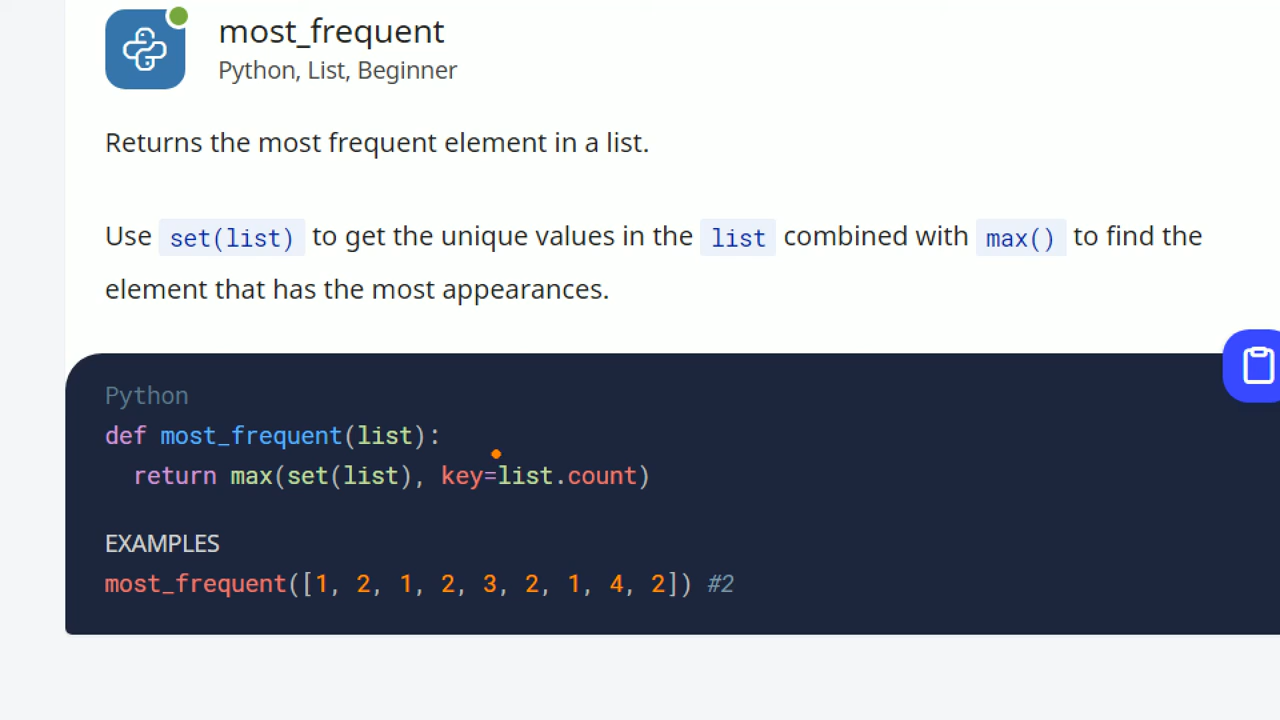 most_frequent
Python, List, Beginner
Returns the most frequent element in a list.
Use set(list) to get the unique values in the list combined with max() to find the
element that has the most appearances.
Python
def most_frequent(list):
  return max(set(list), key=list.count)
EXAMPLES
most_frequent([1, 2, 1, 2, 3, 2, 1, 4, 2]) #2